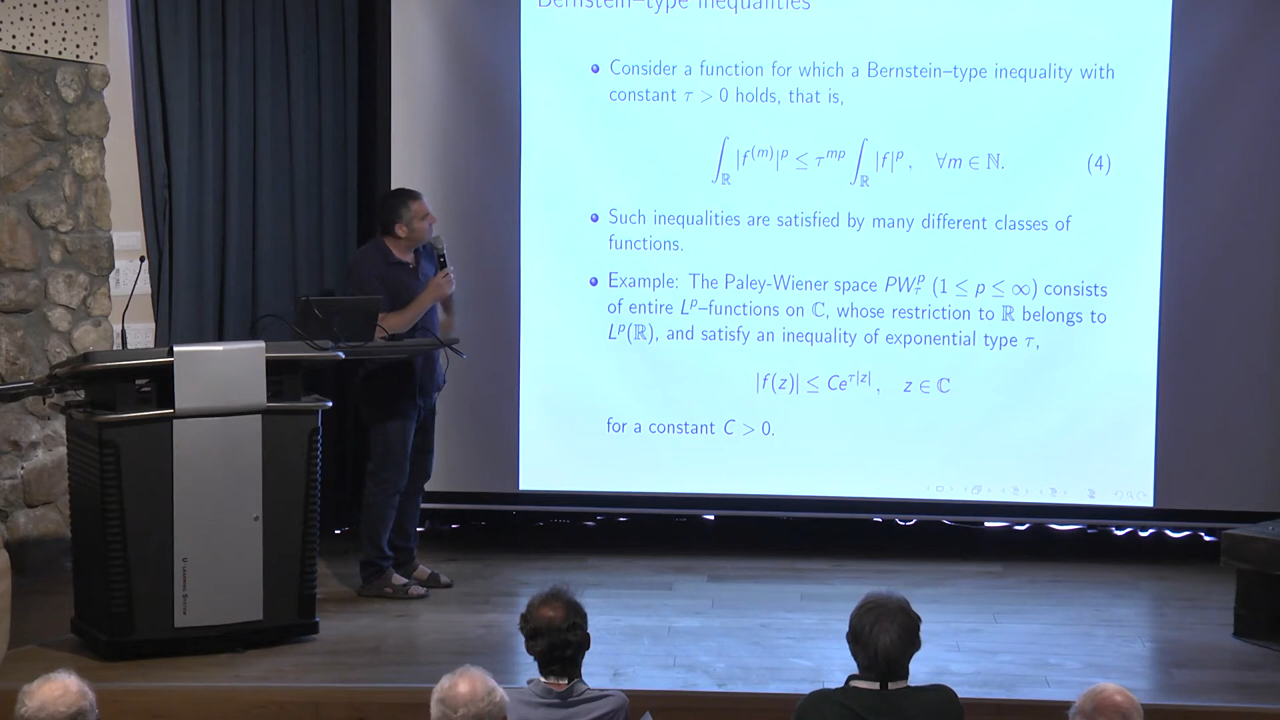 Bernstein–type inequalities
Consider a function for which a Bernstein–type inequality with
constant τ > 0 holds, that is,
∫_ℝ |f^(m)|^p ≤ τ^{mp} ∫_ℝ |f|^p , ∀m ∈ ℕ. (4)
Such inequalities are satisfied by many different classes of
functions.
Example: The Paley-Wiener space PW_τ^p (1 ≤ p ≤ ∞) consists
of entire L^p–functions on ℂ, whose restriction to ℝ belongs to
L^p(ℝ), and satisfy an inequality of exponential type τ,
|f(z)| ≤ Ce^{τ|z|} , z ∈ ℂ
for a constant C > 0.
U-Learning System